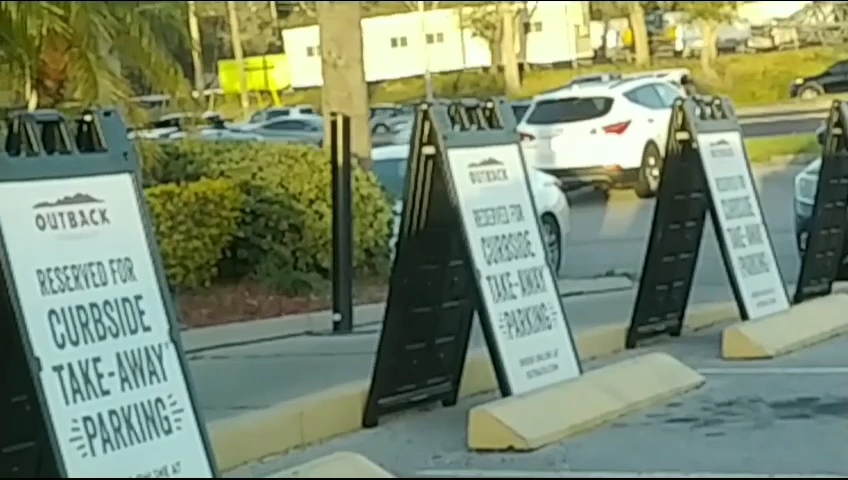 OUTBACK
RESERVED FOR
CURBSIDE
TAKE-AWAY
PARKING
AT
OUTBACK
RESERVED FOR
CURBSIDE
TAKE-AWAY
PARKING
OUTBACK
RESERVED FOR
CURBSIDE
TAKE-AWAY
PARKING